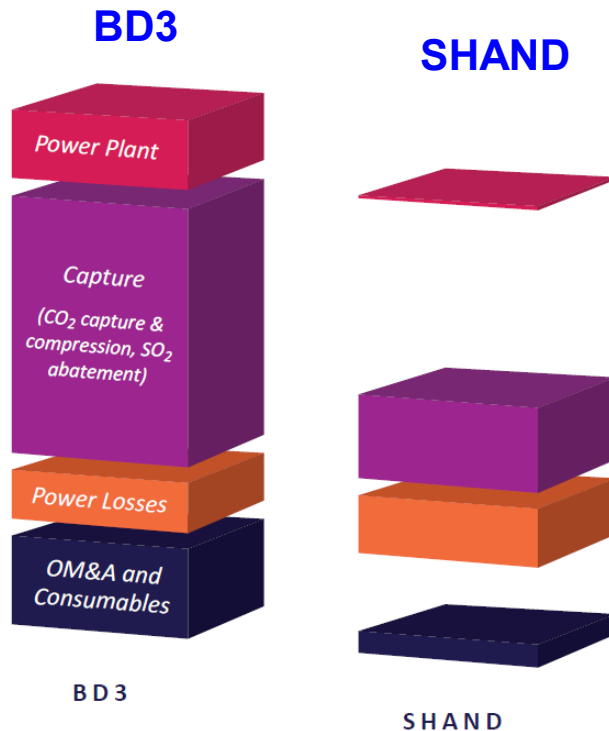 BD3
SHAND
Power Plant
Capture
(CO₂ capture &
compression, SO₂
abatement)
Power Losses
OM&A and
Consumables
BD3
SHAND